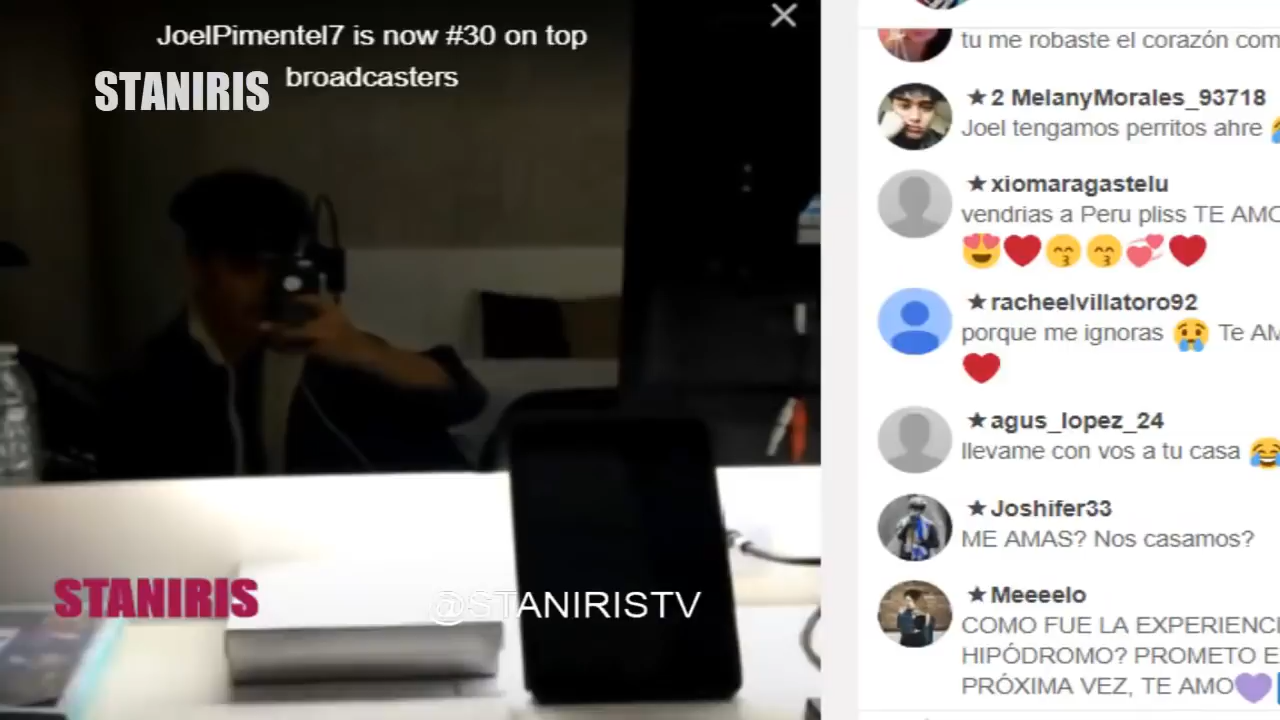 JoelPimentel7 is now #30 on top
broadcasters
STANIRIS
STANIRIS
@STANIRISTV
tu me robaste el corazón com
★2 MelanyMorales_93718
Joel tengamos perritos ahre 😂
★xiomaragastelu
vendrias a Peru pliss TE AMO
😍❤️😙😙💞❤️
★racheelvillatoro92
porque me ignoras 😢 Te AM
❤️
★agus_lopez_24
llevame con vos a tu casa 😂
★Joshifer33
ME AMAS? Nos casamos?
★Meeeelo
COMO FUE LA EXPERIENCI
HIPÓDROMO? PROMETO E
PRÓXIMA VEZ, TE AMO💜